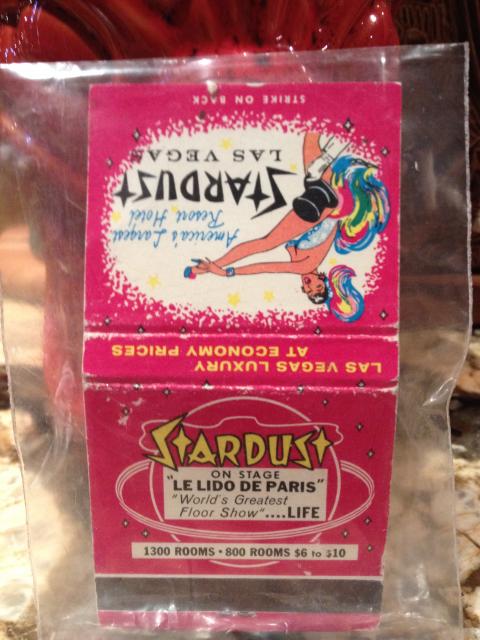 STRIKE ON BACK
STARDUST
LAS VEGAS
America's Largest
Resort Hotel
LAS VEGAS LUXURY
AT ECONOMY PRICES
STARDUST
ON STAGE
"LE LIDO DE PARIS"
"World's Greatest
Floor Show"....LIFE
1300 ROOMS • 800 ROOMS $6 to $10